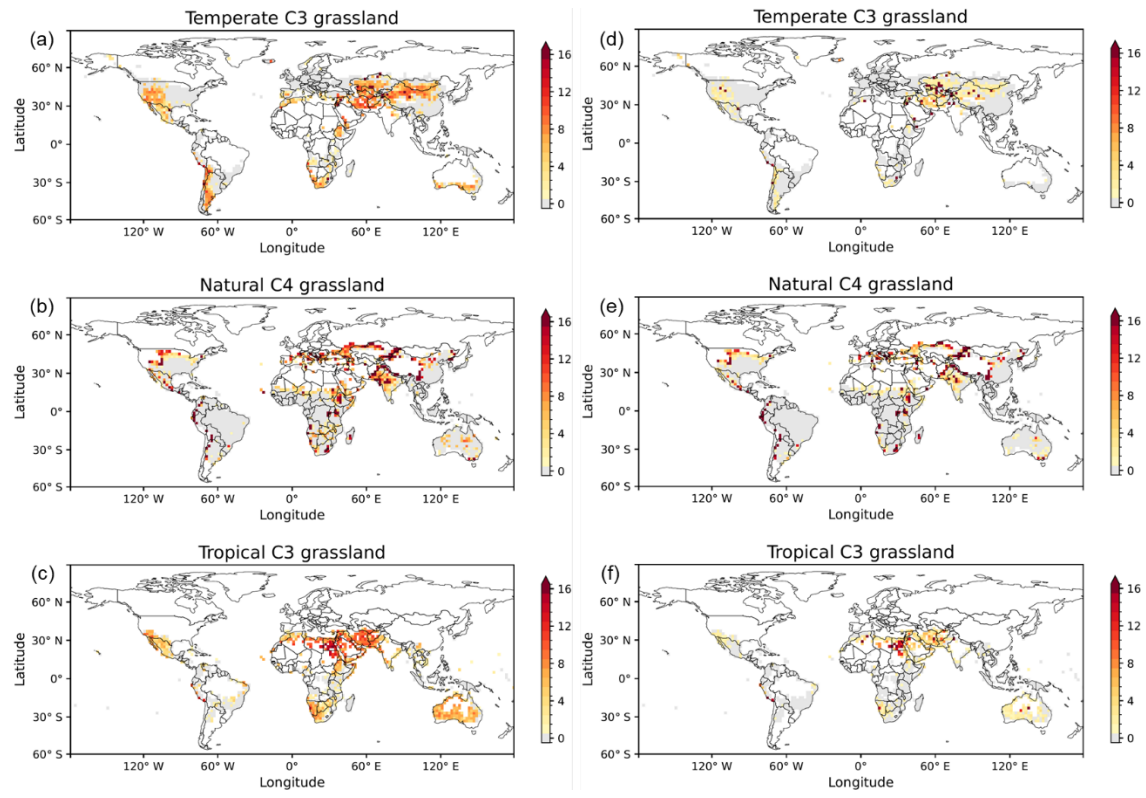 Temperate C3 grassland
(a)
60° N
30° N
0°
30° S
60° S
Latitude
120° W 60° W 0° 60° E 120° E
Longitude
16
12
8
4
0
Natural C4 grassland
(b)
60° N
30° N
0°
30° S
60° S
Latitude
120° W 60° W 0° 60° E 120° E
Longitude
16
12
8
4
0
Tropical C3 grassland
(c)
60° N
30° N
0°
30° S
60° S
Latitude
120° W 60° W 0° 60° E 120° E
Longitude
16
12
8
4
0
Temperate C3 grassland
(d)
60° N
30° N
0°
30° S
60° S
Latitude
120° W 60° W 0° 60° E 120° E
Longitude
16
12
8
4
0
Natural C4 grassland
(e)
60° N
30° N
0°
30° S
60° S
Latitude
120° W 60° W 0° 60° E 120° E
Longitude
16
12
8
4
0
Tropical C3 grassland
(f)
60° N
30° N
0°
30° S
60° S
Latitude
120° W 60° W 0° 60° E 120° E
Longitude
16
12
8
4
0